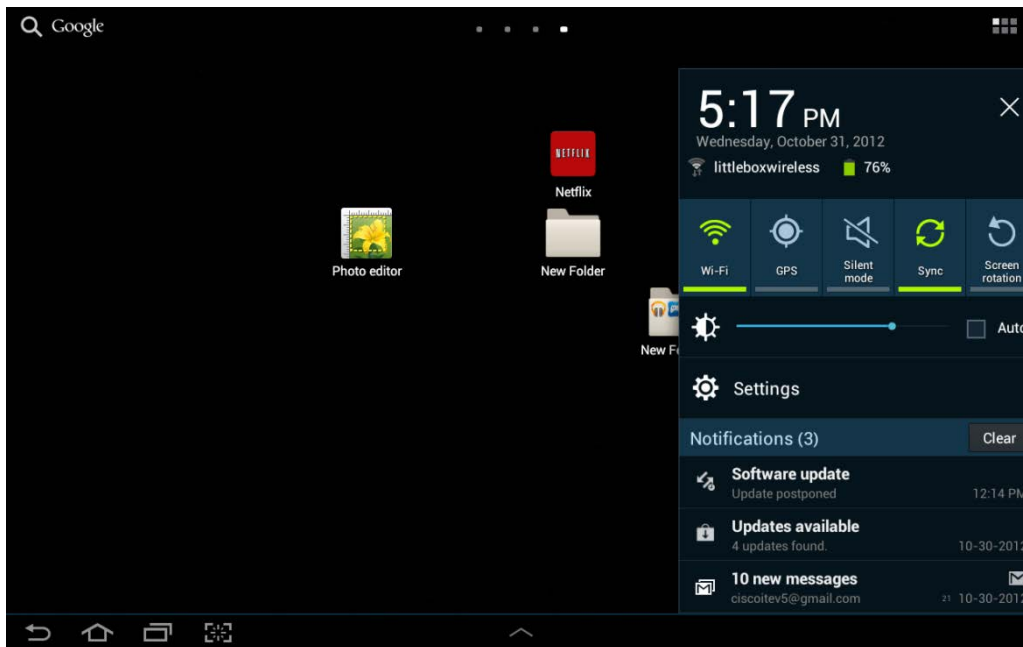 Google
NETFLIX
Netflix
Photo editor
New Folder
New Fo
5:17 PM
Wednesday, October 31, 2012
littleboxwireless 76%
Wi-Fi
GPS
Silent
mode
Sync
Screen
rotation
Auto
Settings
Notifications (3) Clear
Software update
Update postponed 12:14 PM
Updates available
4 updates found. 10-30-2012
10 new messages
ciscoitev5@gmail.com 21 10-30-2012